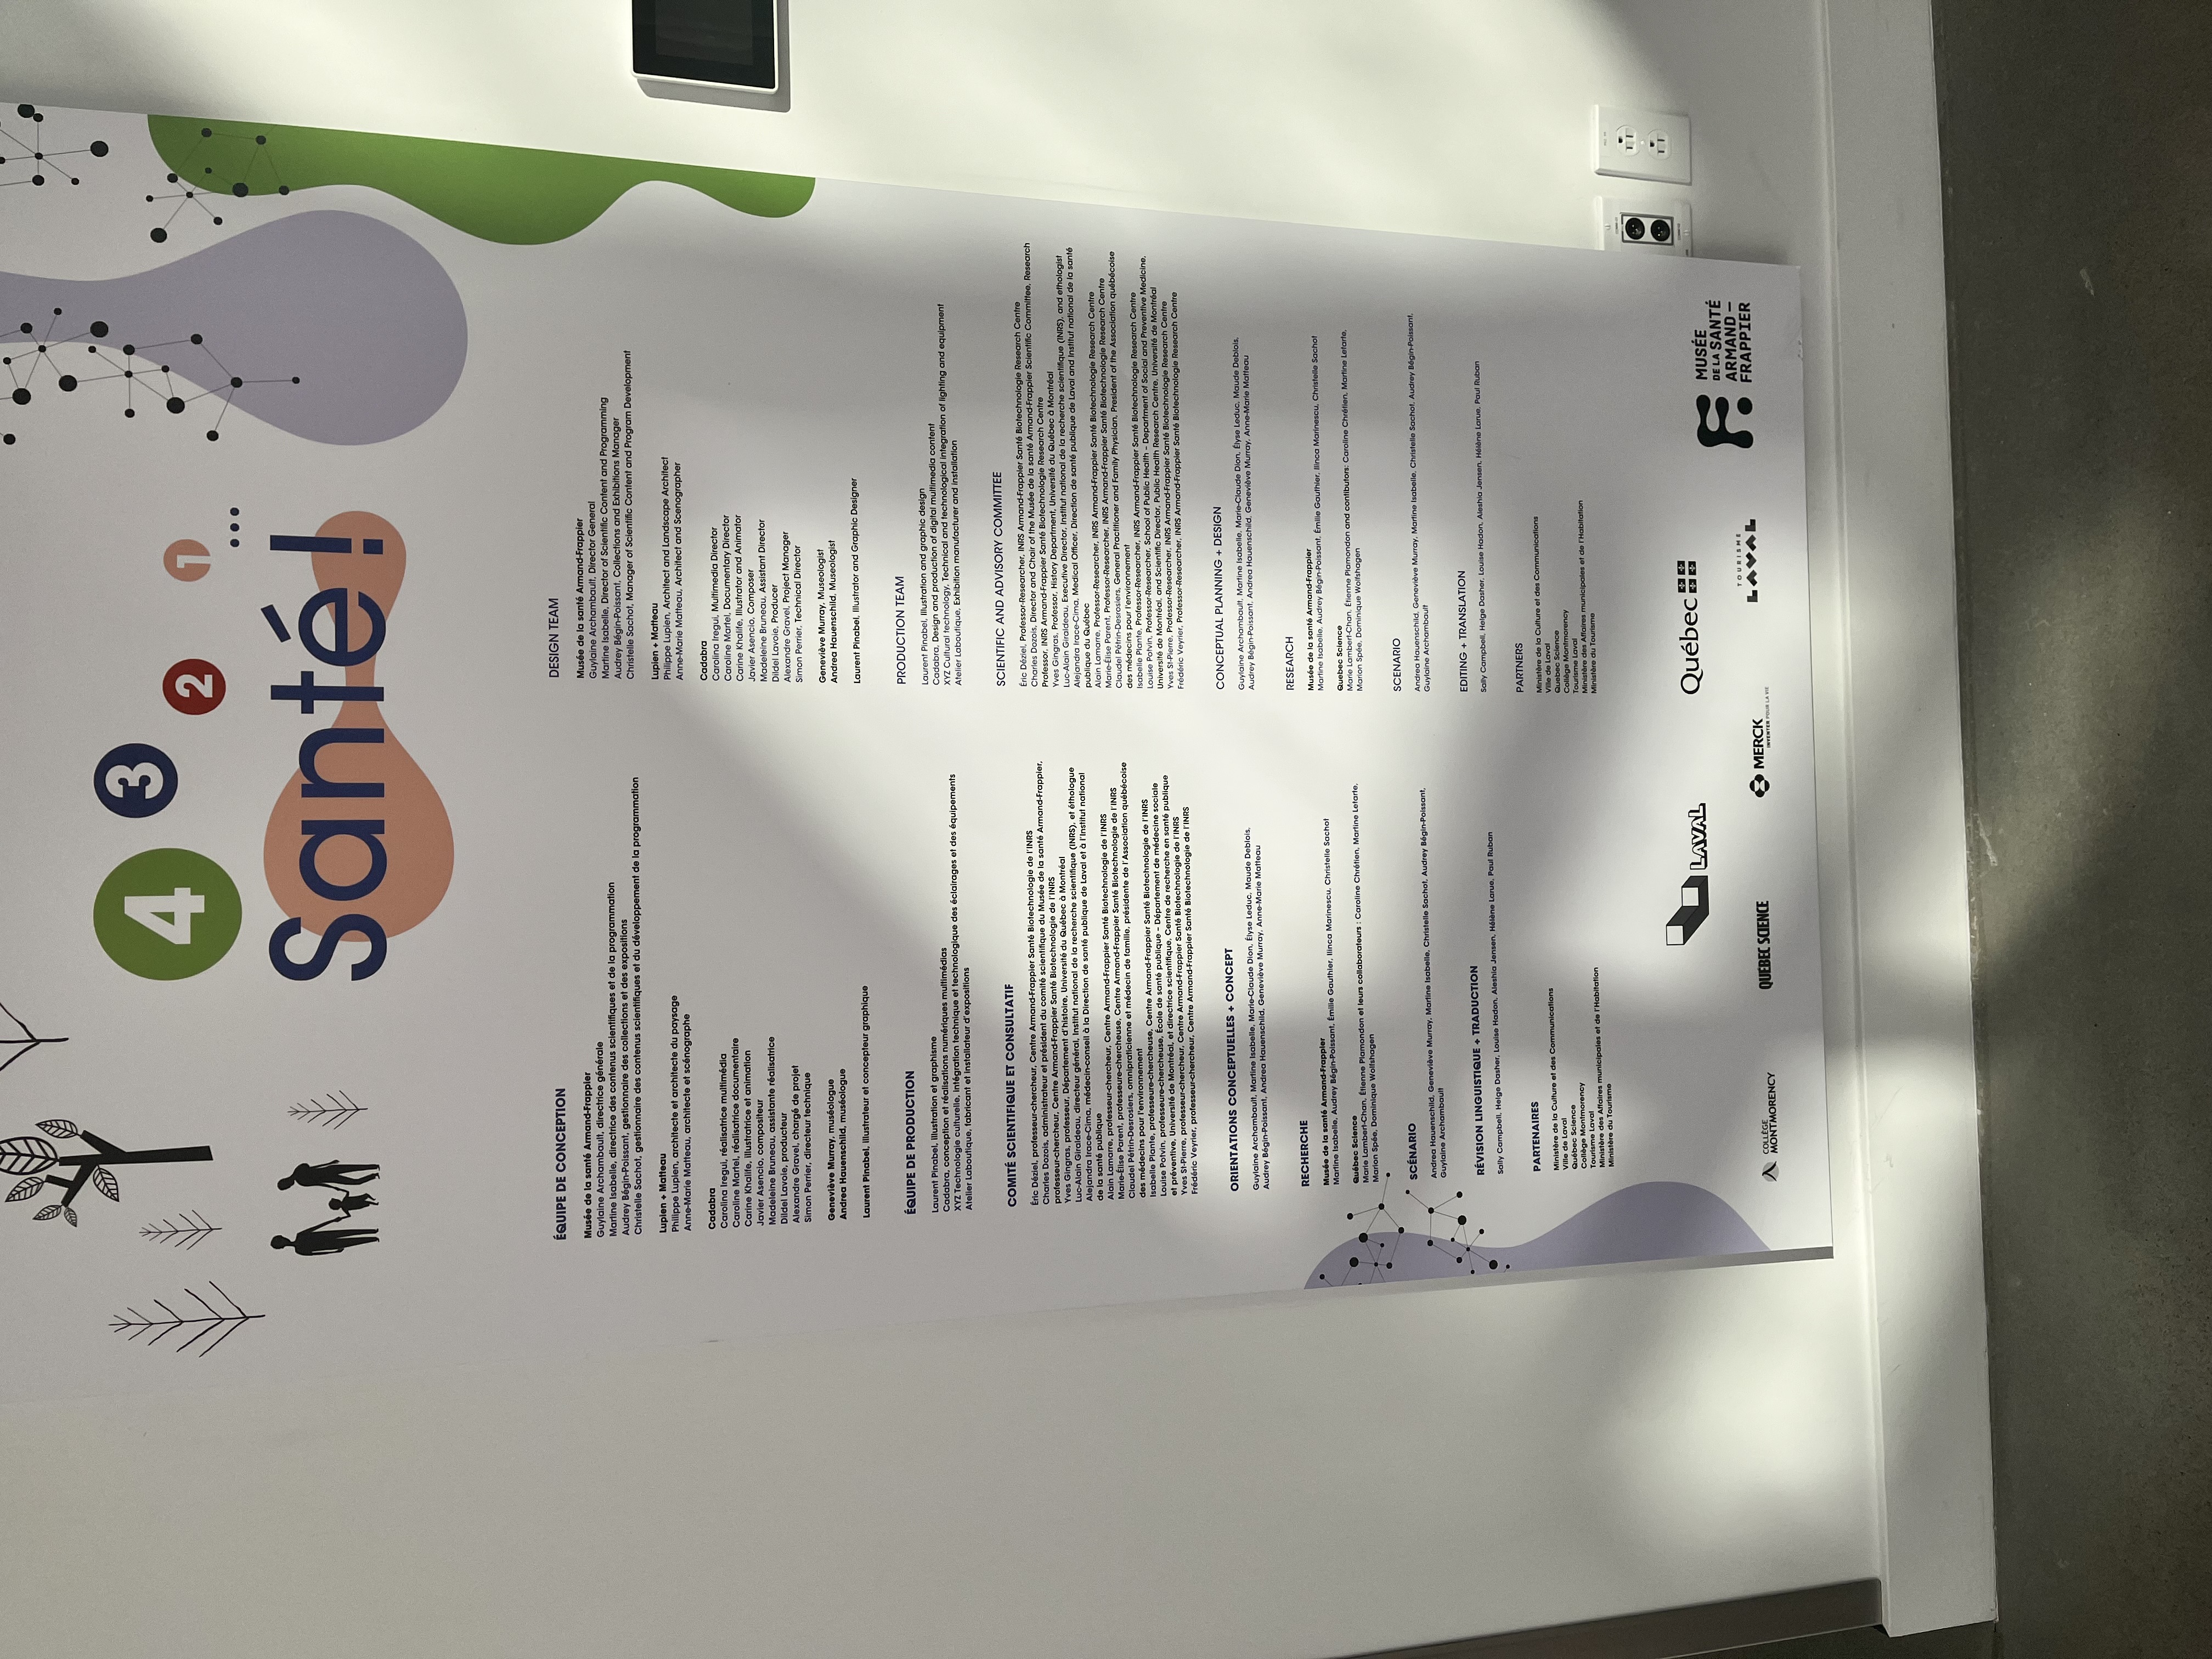 4 3 2 1...
Santé!
ÉQUIPE DE CONCEPTION
Musée de la santé Armand-Frappier
Guylaine Archambault, directrice générale
Martine Isabelle, directrice des contenus scientifiques et de la programmation
Audrey Bégin-Poissant, gestionnaire des collections et des expositions
Christelle Sachot, gestionnaire des contenus scientifiques et du développement de la programmation
Lupien + Matteau
Philippe Lupien, architecte et architecte du paysage
Anne-Marie Matteau, architecte et scénographe
Cadabra
Carolina Iregui, réalisatrice multimédia
Caroline Martel, réalisatrice documentaire
Carine Khalife, illustratrice et animation
Javier Asencio, compositeur
Madeleine Bruneau, assistante réalisatrice
Dildel Lavoie, producteur
Alexandre Gravel, chargé de projet
Simon Perrier, directeur technique
Geneviève Murray, muséologue
Andrea Hauenschild, muséologue
Laurent Pinabel, illustrateur et concepteur graphique
ÉQUIPE DE PRODUCTION
Laurent Pinabel, illustration et graphisme
Cadabra, conception et réalisations numériques multimédias
XYZ Technologie culturelle, intégration technique et technologique des éclairages et des équipements
Atelier Laboutique, fabricant et installateur d'expositions
COMITÉ SCIENTIFIQUE ET CONSULTATIF
Éric Déziel, professeur-chercheur, Centre Armand-Frappier Santé Biotechnologie de l'INRS
Charles Dozois, administrateur et président du comité scientifique du Musée de la santé Armand-Frappier,
professeur-chercheur, Centre Armand-Frappier Santé Biotechnologie de l'INRS
Yves Gingras, professeur, Département d'histoire, Université du Québec à Montréal
Luc-Alain Giraldeau, directeur général, Institut national de la recherche scientifique (INRS), et éthologue
Alejandra Irace-Cima, médecin-conseil à la Direction de santé publique de Laval et à l'Institut national
de la santé publique
Alain Lamarre, professeur-chercheur, Centre Armand-Frappier Santé Biotechnologie de l'INRS
Marie-Élise Parent, professeure-chercheuse, Centre Armand-Frappier Santé Biotechnologie de l'INRS
Claudel Pétrin-Desrosiers, omnipraticienne et médecin de famille, présidente de l'Association québécoise
des médecins pour l'environnement
Isabelle Plante, professeure-chercheuse, Centre Armand-Frappier Santé Biotechnologie de l'INRS
Louise Potvin, professeure-chercheuse, École de santé publique – Département de médecine sociale
et préventive, Université de Montréal, et directrice scientifique, Centre de recherche en santé publique
Yves St-Pierre, professeur-chercheur, Centre Armand-Frappier Santé Biotechnologie de l'INRS
Frédéric Veyrier, professeur-chercheur, Centre Armand-Frappier Santé Biotechnologie de l'INRS
ORIENTATIONS CONCEPTUELLES + CONCEPT
Guylaine Archambault, Martine Isabelle, Marie-Claude Dion, Élyse Leduc, Maude Deblois,
Audrey Bégin-Poissant, Andrea Hauenschild, Geneviève Murray, Anne-Marie Matteau
RECHERCHE
Musée de la santé Armand-Frappier
Martine Isabelle, Audrey Bégin-Poissant, Émilie Gauthier, Ilinca Marinescu, Christelle Sachot
Québec Science
Marie Lambert-Chan, Étienne Plamondon et leurs collaborateurs : Caroline Chrétien, Martine Letarte,
Marion Spée, Dominique Wolfshagen
SCÉNARIO
Andrea Hauenschild, Geneviève Murray, Martine Isabelle, Christelle Sachot, Audrey Bégin-Poissant,
Guylaine Archambault
RÉVISION LINGUISTIQUE + TRADUCTION
Sally Campbell, Helge Dasher, Louise Hadon, Aleshia Jensen, Hélène Larue, Paul Ruban
PARTENAIRES
Ministère de la Culture et des Communications
Ville de Laval
Québec Science
Collège Montmorency
Tourisme Laval
Ministère des Affaires municipales et de l'Habitation
Ministère du Tourisme
DESIGN TEAM
Musée de la santé Armand-Frappier
Guylaine Archambault, Director General
Martine Isabelle, Director of Scientific Content and Programming
Audrey Bégin-Poissant, Collections and Exhibitions Manager
Christelle Sachot, Manager of Scientific Content and Program Development
Lupien + Matteau
Philippe Lupien, Architect and Landscape Architect
Anne-Marie Matteau, Architect and Scenographer
Cadabra
Carolina Iregui, Multimedia Director
Caroline Martel, Documentary Director
Carine Khalife, Illustrator and Animator
Javier Asencio, Composer
Madeleine Bruneau, Assistant Director
Dildel Lavoie, Producer
Alexandre Gravel, Project Manager
Simon Perrier, Technical Director
Geneviève Murray, Museologist
Andrea Hauenschild, Museologist
Laurent Pinabel, Illustrator and Graphic Designer
PRODUCTION TEAM
Laurent Pinabel, Illustration and graphic design
Cadabra, Design and production of digital multimedia content
XYZ Cultural technology, Technical and technological integration of lighting and equipment
Atelier Laboutique, Exhibition manufacturer and installation
SCIENTIFIC AND ADVISORY COMMITTEE
Éric Déziel, Professor-Researcher, INRS Armand-Frappier Santé Biotechnologie Research Centre
Charles Dozois, Director and Chair of the Musée de la santé Armand-Frappier Scientific Committee, Research
Professor, INRS Armand-Frappier Santé Biotechnologie Research Centre
Yves Gingras, Professor, History Department, Université du Québec à Montréal
Luc-Alain Giraldeau, Executive Director, Institut national de la recherche scientifique (INRS), and ethologist
Alejandra Irace-Cima, Medical Officer, Direction de santé publique de Laval and Institut national de la santé
publique du Québec
Alain Lamarre, Professor-Researcher, INRS Armand-Frappier Santé Biotechnologie Research Centre
Marie-Élise Parent, Professor-Researcher, INRS Armand-Frappier Santé Biotechnologie Research Centre
Claudel Pétrin-Desrosiers, General Practitioner and Family Physician, President of the Association québécoise
des médecins pour l'environnement
Isabelle Plante, Professor-Researcher, INRS Armand-Frappier Santé Biotechnologie Research Centre
Louise Potvin, Professor-Researcher, School of Public Health – Department of Social and Preventive Medicine,
Université de Montréal, and Scientific Director, Public Health Research Centre, Université de Montréal
Yves St-Pierre, Professor-Researcher, INRS Armand-Frappier Santé Biotechnologie Research Centre
Frédéric Veyrier, Professor-Researcher, INRS Armand-Frappier Santé Biotechnologie Research Centre
CONCEPTUAL PLANNING + DESIGN
Guylaine Archambault, Martine Isabelle, Marie-Claude Dion, Élyse Leduc, Maude Deblois,
Audrey Bégin-Poissant, Andrea Hauenschild, Geneviève Murray, Anne-Marie Matteau
RESEARCH
Musée de la santé Armand-Frappier
Martine Isabelle, Audrey Bégin-Poissant, Émilie Gauthier, Ilinca Marinescu, Christelle Sachot
Quebec Science
Marie Lambert-Chan, Étienne Plamondon and contibutors: Caroline Chrétien, Martine Letarte,
Marion Spée, Dominique Wolfshagen
SCENARIO
Andrea Hauenschild, Geneviève Murray, Martine Isabelle, Christelle Sachot, Audrey Bégin-Poissant,
Guylaine Archambault
EDITING + TRANSLATION
Sally Campbell, Helge Dasher, Louise Hadon, Aleshia Jensen, Hélène Larue, Paul Ruban
PARTNERS
Ministère de la Culture et des Communications
Ville de Laval
Quebec Science
Collège Montmorency
Tourisme Laval
Ministère des Affaires municipales et de l'Habitation
Ministère du Tourisme
LAVAL
Québec
COLLÈGE
MONTMORENCY
QUÉBEC SCIENCE
MERCK
INVENTER POUR LA VIE
TOURISME
LAVAL
MUSÉE
DE LA SANTÉ
ARMAND–
FRAPPIER